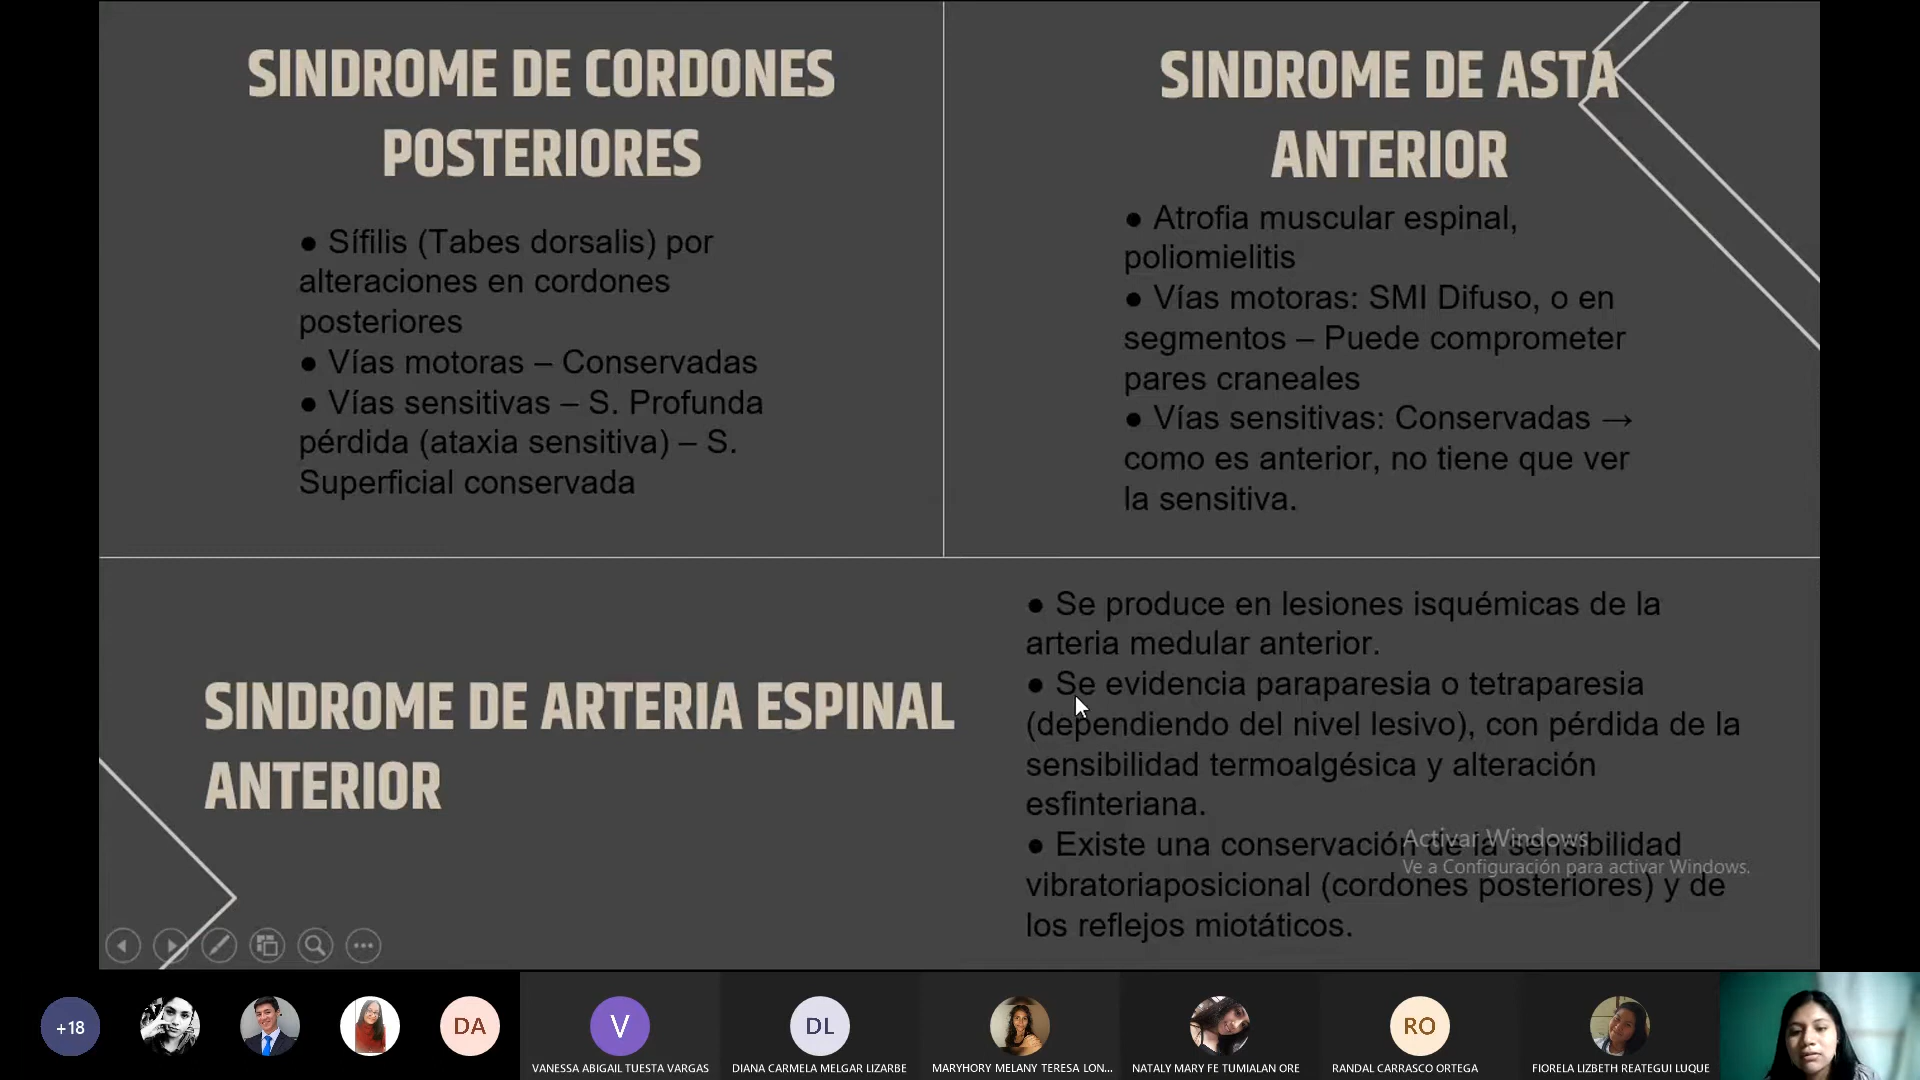 SINDROME DE CORDONES
POSTERIORES
● Sífilis (Tabes dorsalis) por
alteraciones en cordones
posteriores
● Vías motoras – Conservadas
● Vías sensitivas – S. Profunda
pérdida (ataxia sensitiva) – S.
Superficial conservada
SINDROME DE ASTA
ANTERIOR
● Atrofia muscular espinal,
poliomielitis
● Vías motoras: SMI Difuso, o en
segmentos – Puede comprometer
pares craneales
● Vías sensitivas: Conservadas →
como es anterior, no tiene que ver
la sensitiva.
SINDROME DE ARTERIA ESPINAL
ANTERIOR
● Se produce en lesiones isquémicas de la
arteria medular anterior.
● Se evidencia paraparesia o tetraparesia
(dependiendo del nivel lesivo), con pérdida de la
sensibilidad termoalgésica y alteración
esfinteriana.
● Existe una conservación de la sensibilidad
vibratoriaposicional (cordones posteriores) y de
los reflejos miotáticos.
Activar Windows
Ve a Configuración para activar Windows.
+18
DA
V
DL
RO
VANESSA ABIGAIL TUESTA VARGAS
DIANA CARMELA MELGAR LIZARBE
MARYHORY MELANY TERESA LON...
NATALY MARY FE TUMIALAN ORE
RANDAL CARRASCO ORTEGA
FIORELA LIZBETH REATEGUI LUQUE